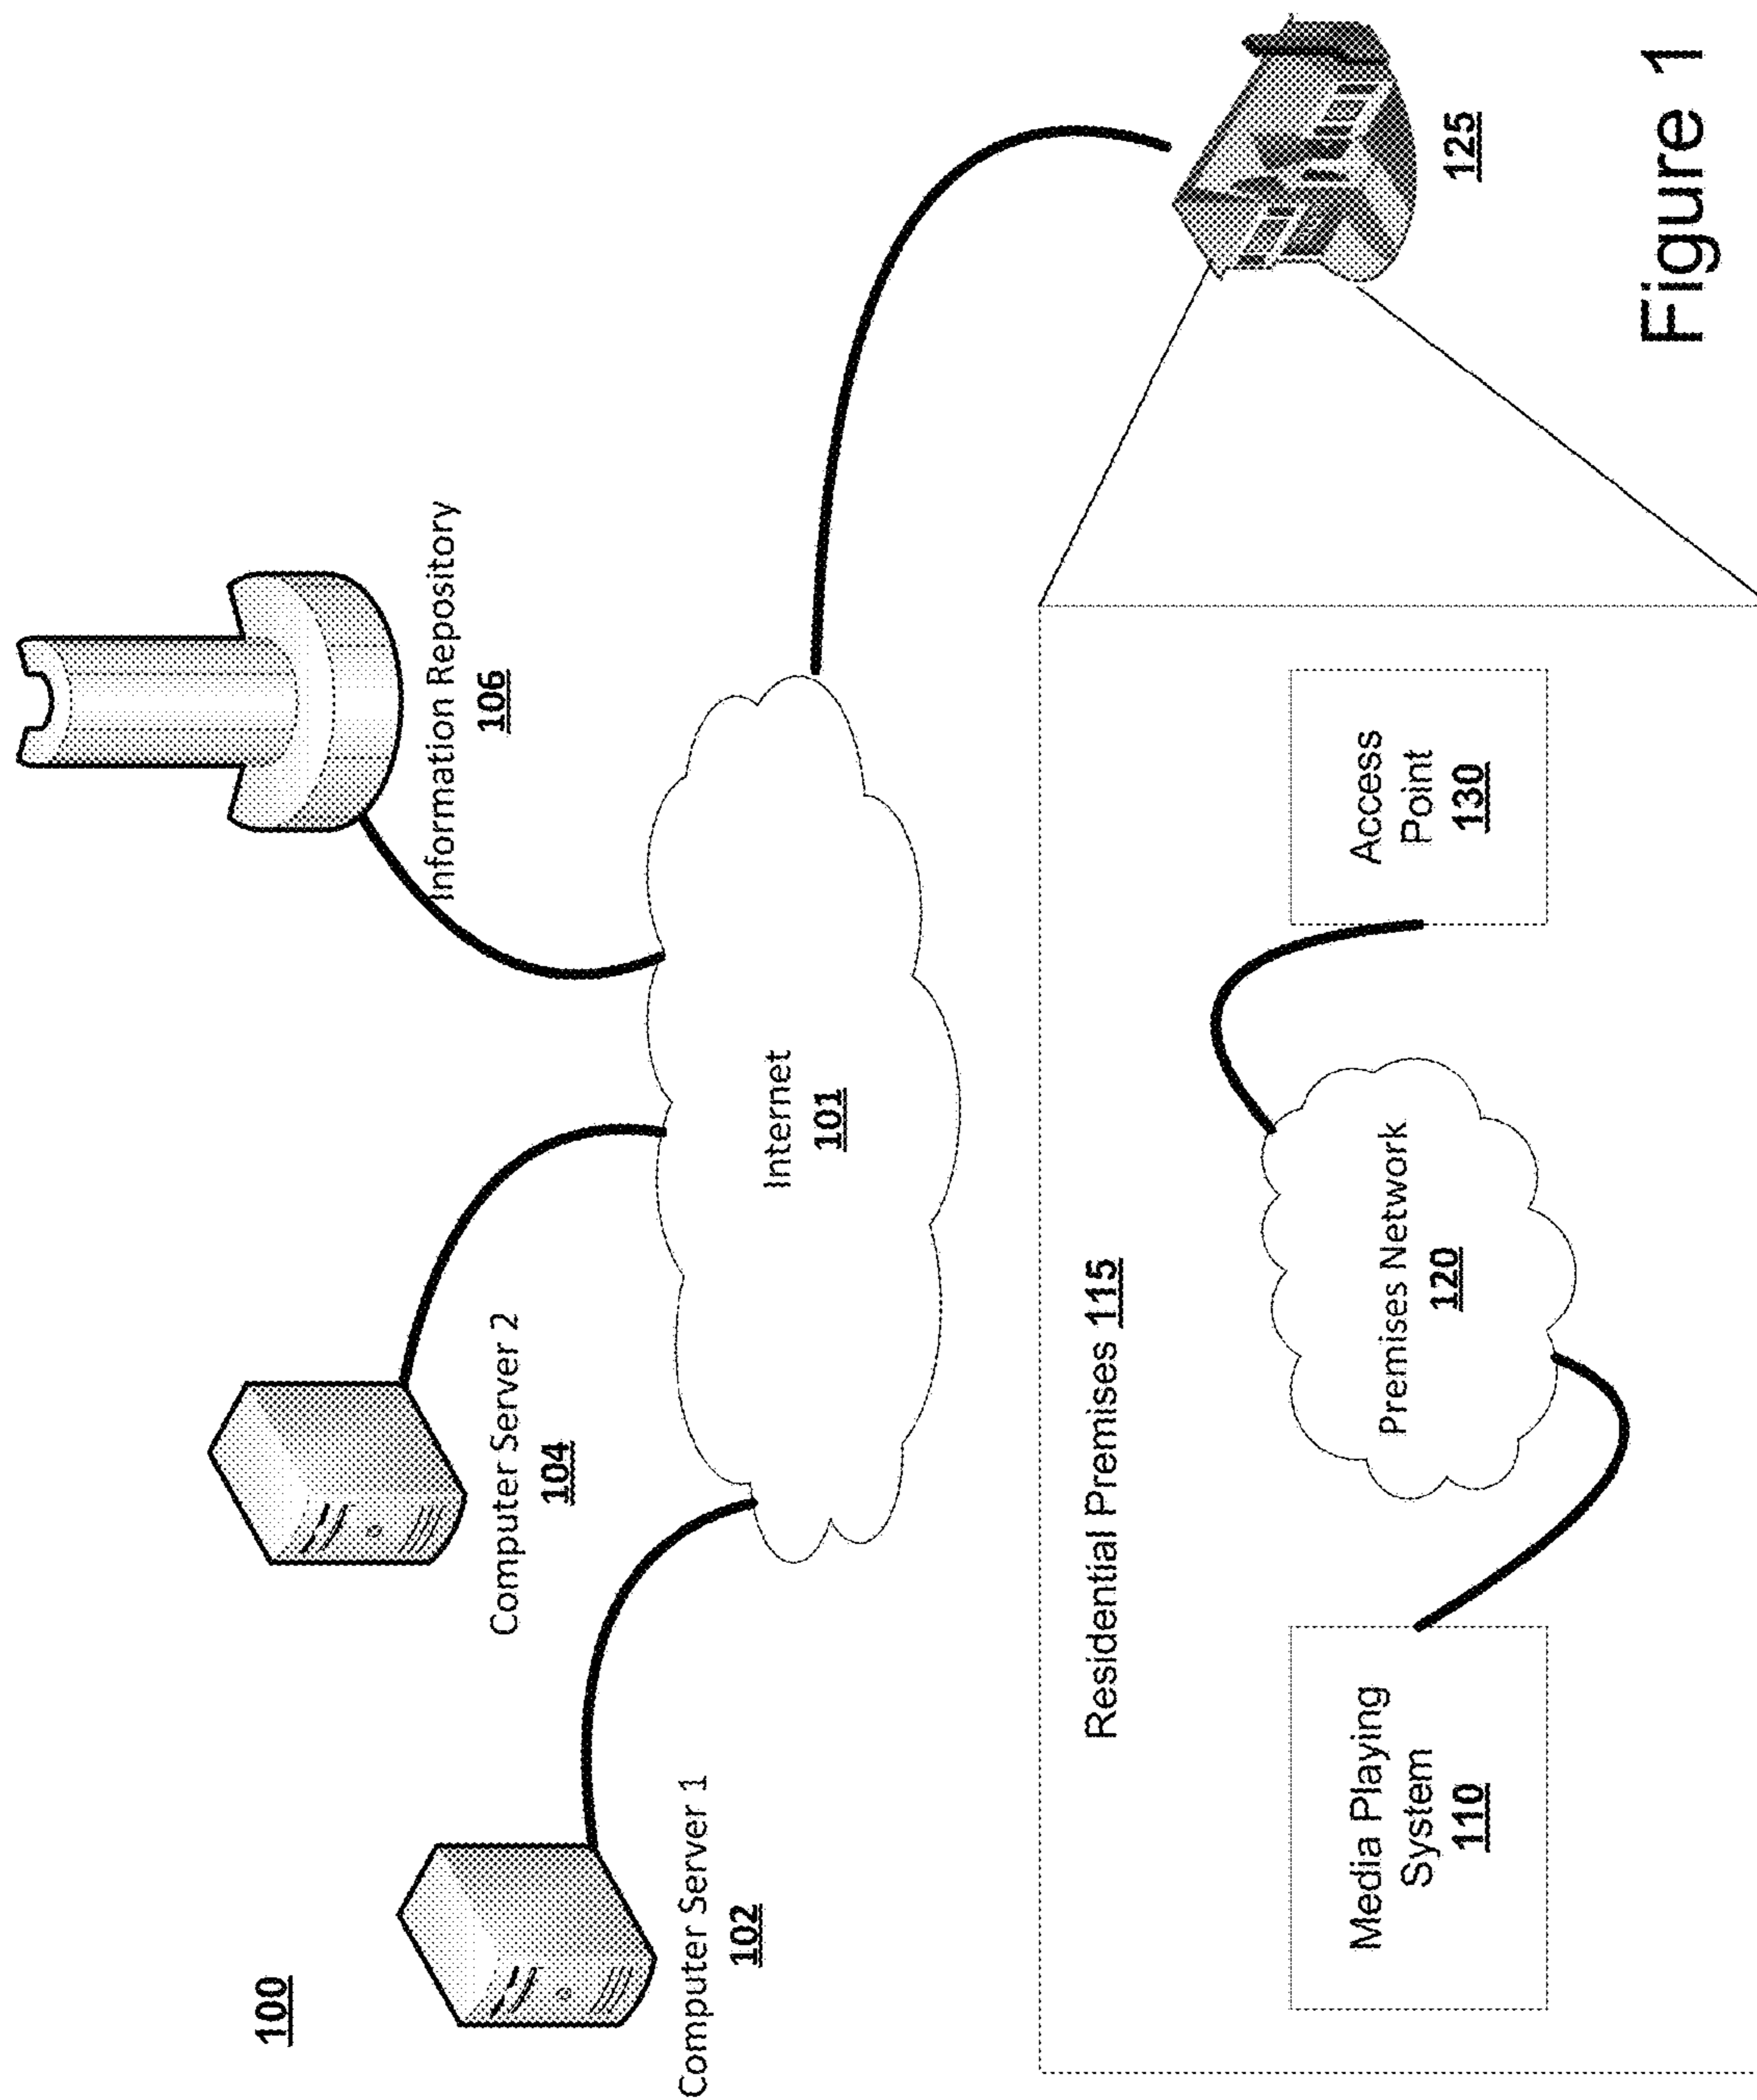 100
Information Repository
106
Computer Server 2
104
Computer Server 1
102
Internet
101
125
Residential Premises 115
Media Playing
System
110
Premises Network
120
Access
Point
130
Figure 1